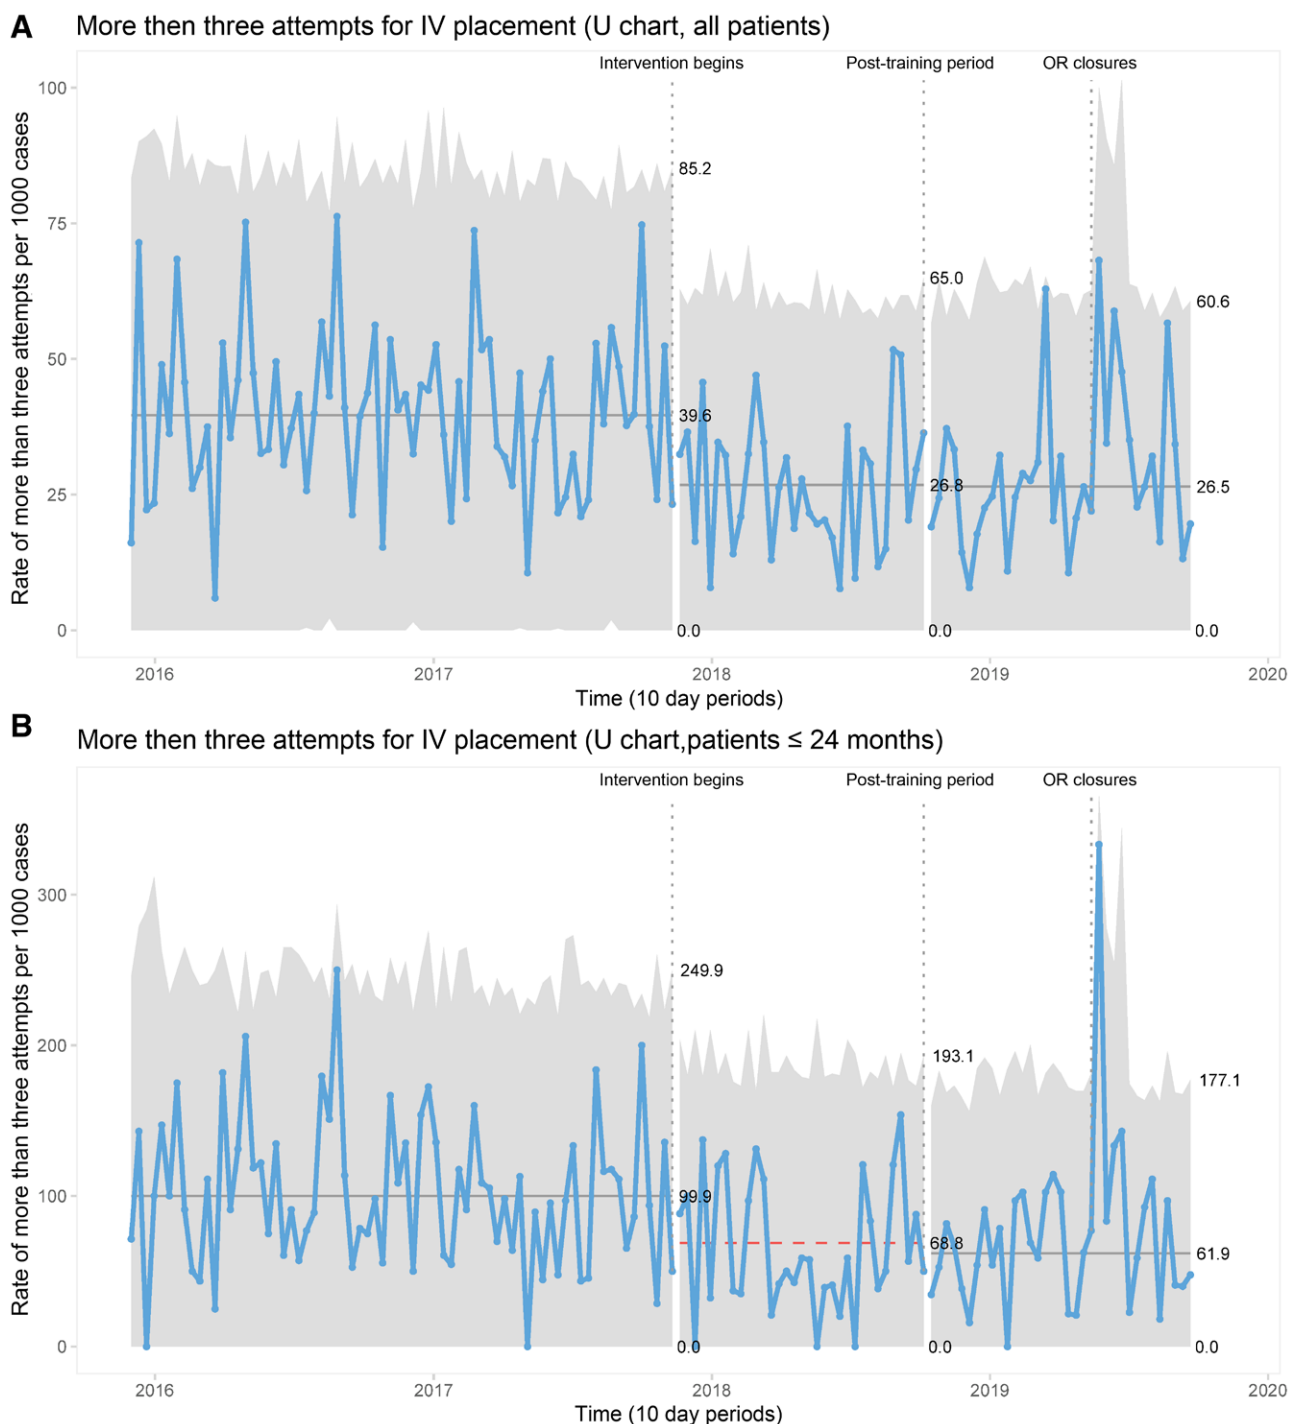 A
More then three attempts for IV placement (U chart, all patients)
Intervention begins
Post-training period
OR closures
Rate of more than three attempts per 1000 cases
100
75
50
25
0
85.2
65.0
60.6
39.6
26.8
26.5
0.0
0.0
0.0
2016
2017
2018
2019
2020
Time (10 day periods)
B
More then three attempts for IV placement (U chart,patients ≤ 24 months)
Intervention begins
Post-training period
OR closures
Rate of more than three attempts per 1000 cases
300
200
100
0
249.9
193.1
177.1
99.9
68.8
61.9
0.0
0.0
0.0
2016
2017
2018
2019
2020
Time (10 day periods)